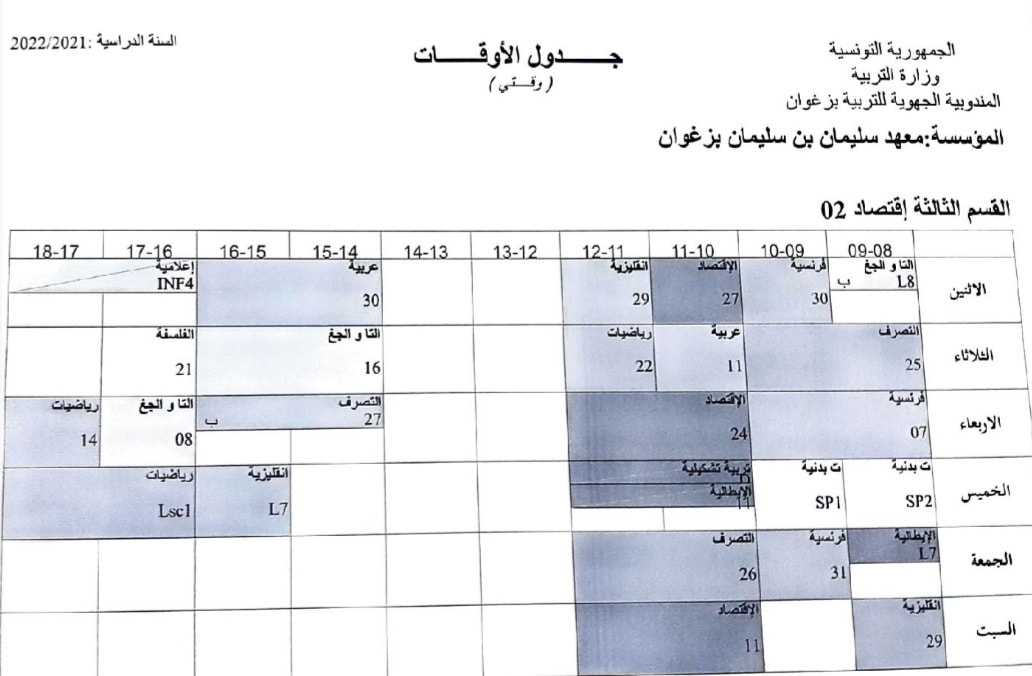 الجمهورية التونسية
وزارة التربية
المندوبية الجهوية للتربية بزغوان
المؤسسة:معهد سليمان بن سليمان بزغوان
جـــدول الأوقـــات
( وقـتي )
السنة الدراسية :2022/2021
القسم الثالثة إقتصاد 02
09-08 10-09 11-10 12-11 13-12 14-13 15-14 16-15 17-16 18-17
الاثنين
التا و الجغ
L8 ب
فرنسية
30
الإقتصاد
27
انقليزية
29
عربية
30
إعلامية
INF4
الثلاثاء
التصرف
25
عربية
11
رياضيات
22
التا و الجغ
16
الفلسفة
21
الاربعاء
فرنسية
07
الإقتصاد
24
التصرف
27 ب
التا و الجغ
08
رياضيات
14
الخميس
ت بدنية
SP2
ت بدنية
SP1
تربية تشكيلية
الإيطالية
11
انقليزية
L7
رياضيات
Lsc1
الجمعة
الإيطالية
L7
فرنسية
31
التصرف
26
السبت
انقليزية
29
الإقتصاد
11